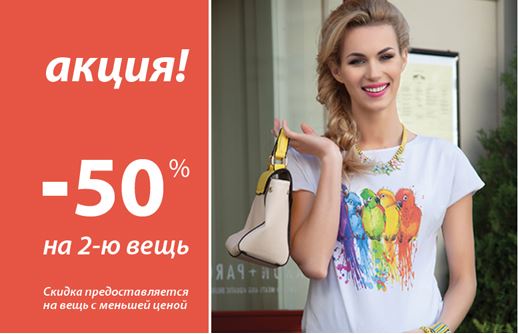 акция!
-50%
на 2-ю вещь
Скидка предоставляется
на вещь с меньшей ценой